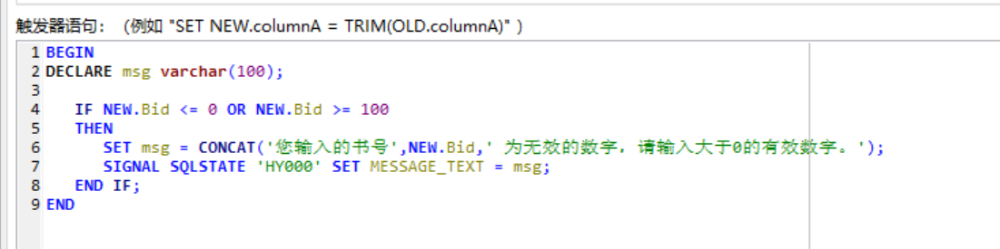 触发器语句： (例如 "SET NEW.columnA = TRIM(OLD.columnA)" )
1 BEGIN
2 DECLARE msg varchar(100);
3
4 IF NEW.Bid <= 0 OR NEW.Bid >= 100
5 THEN
6 SET msg = CONCAT('您输入的书号',NEW.Bid,' 为无效的数字，请输入大于0的有效数字。');
7 SIGNAL SQLSTATE 'HY000' SET MESSAGE_TEXT = msg;
8 END IF;
9 END